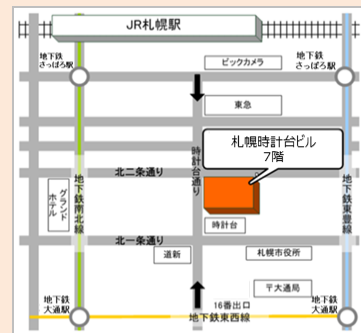 JR札幌駅
地下鉄
さっぽろ駅
ビックカメラ
地下鉄
さっぽろ駅
東急
札幌時計台ビル
7階
時計台通り
北二条通り
地下鉄南北線
グランドホテル
地下鉄東豊線
時計台
北一条通り
道新
札幌市役所
〒大通局
地下鉄
大通駅
16番出口
地下鉄東西線
地下鉄
大通駅